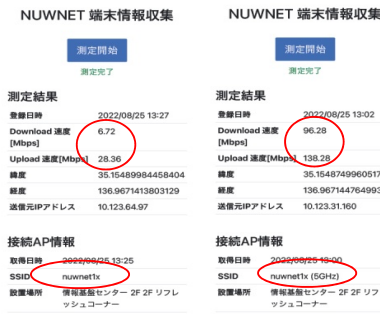 NUWNET 端末情報収集
測定開始
測定完了
測定結果
登録日時 2022/08/25 13:27
Download 速度 6.72
[Mbps]
Upload 速度[Mbps] 28.36
緯度 35.15489984458404
経度 136.9671413803129
送信元IPアドレス 10.123.64.97
接続AP情報
取得日時 2022/08/25 13:25
SSID nuwnet1x
設置場所 情報基盤センター 2F 2F リフレ
ッシュコーナー
NUWNET 端末情報収集
測定開始
測定完了
測定結果
登録日時 2022/08/25 13:02
Download 速度 96.28
[Mbps]
Upload 速度[Mbps] 138.28
緯度 35.1548749960517
経度 136.967144764993
送信元IPアドレス 10.123.31.160
接続AP情報
取得日時 2022/08/25 13:00
SSID nuwnet1x (5GHz)
設置場所 情報基盤センター 2F 2F リフ
ッシュコーナー